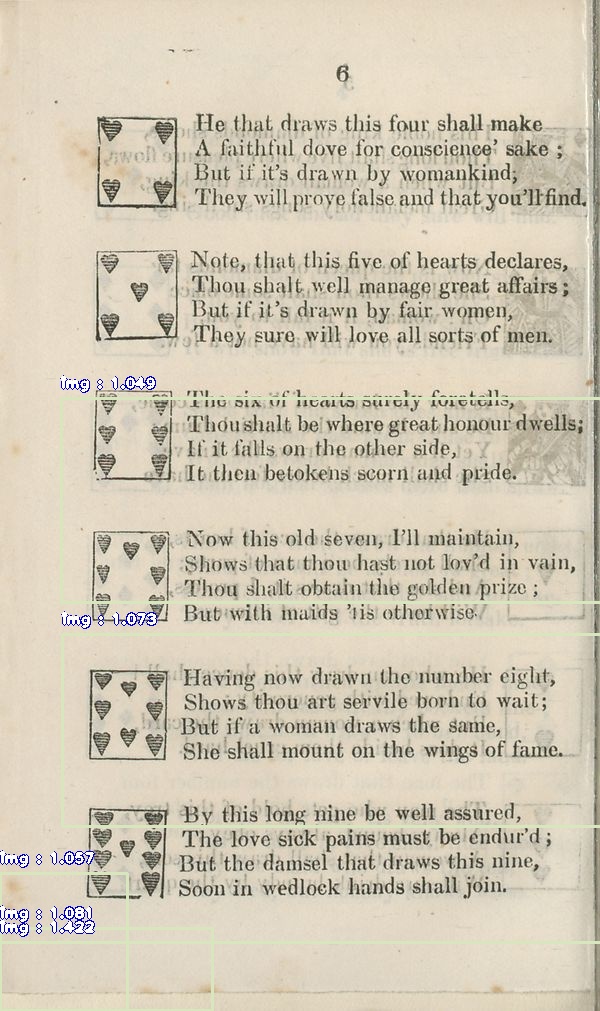 6
He that draws this four shall make
A faithful dove for conscience' sake ;
But if it's drawn by womankind,
They will prove false and that you'll find.
Note, that this five of hearts declares,
Thou shalt well manage great affairs ;
But if it's drawn by fair women,
They sure will love all sorts of men.
img : 1.049
The six of hearts surely foretells,
Thou shalt be where great honour dwells;
If it falls on the other side,
It then betokens scorn and pride.
Now this old seven, I'll maintain,
Shows that thou hast not lov'd in vain,
Thou shalt obtain the golden prize ;
But with maids 'tis otherwise.
img : 1.073
Having now drawn the number eight,
Shows thou art servile born to wait;
But if a woman draws the same,
She shall mount on the wings of fame.
By this long nine be well assured,
The love sick pains must be endur'd ;
But the damsel that draws this nine,
Soon in wedlock hands shall join.
img : 1.057
img : 1.081
img : 1.422